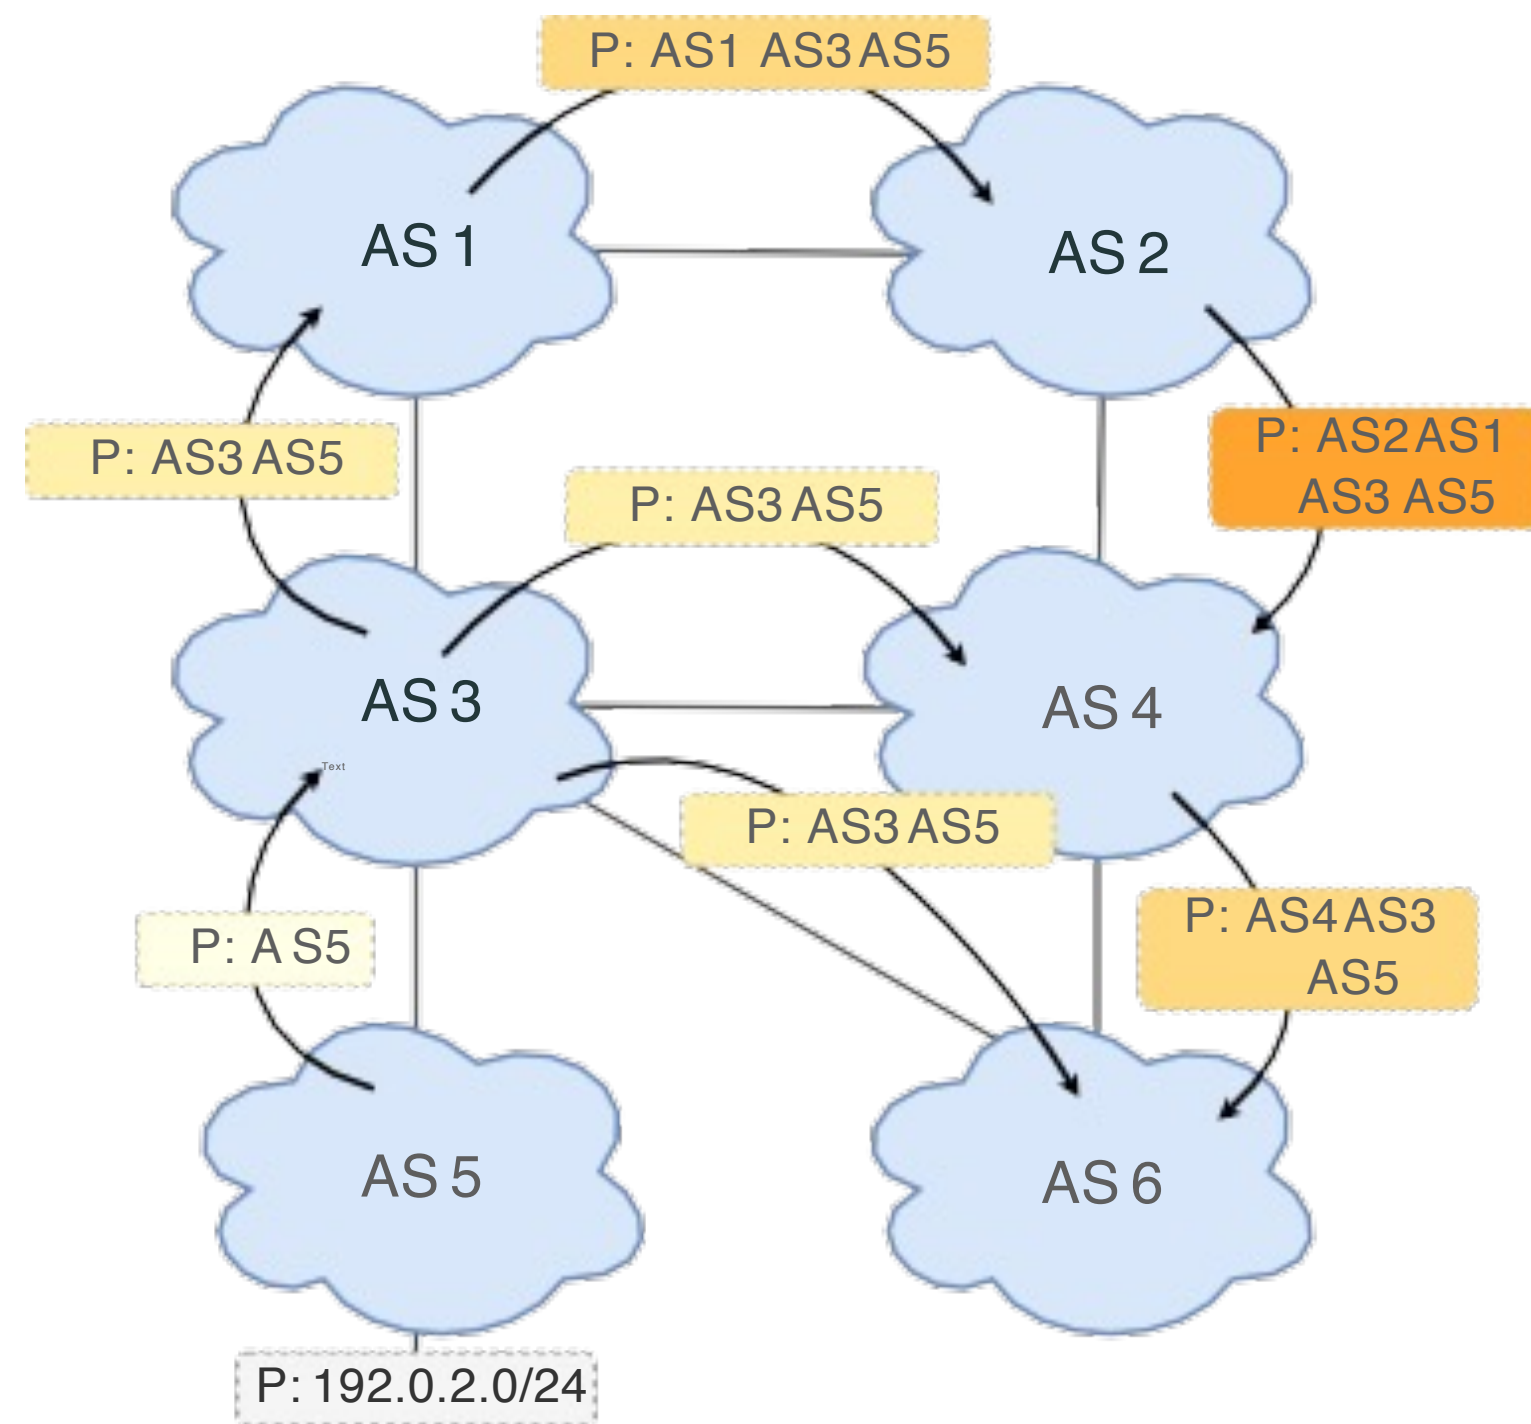 P: AS1 AS3 AS5
AS 1
AS 2
P: AS3 AS5
P: AS3 AS5
P: AS2 AS1
AS3 AS5
AS 3
AS 4
Text
P: AS3 AS5
P: A S5
P: AS4 AS3
AS5
AS 5
AS 6
P: 192.0.2.0/24